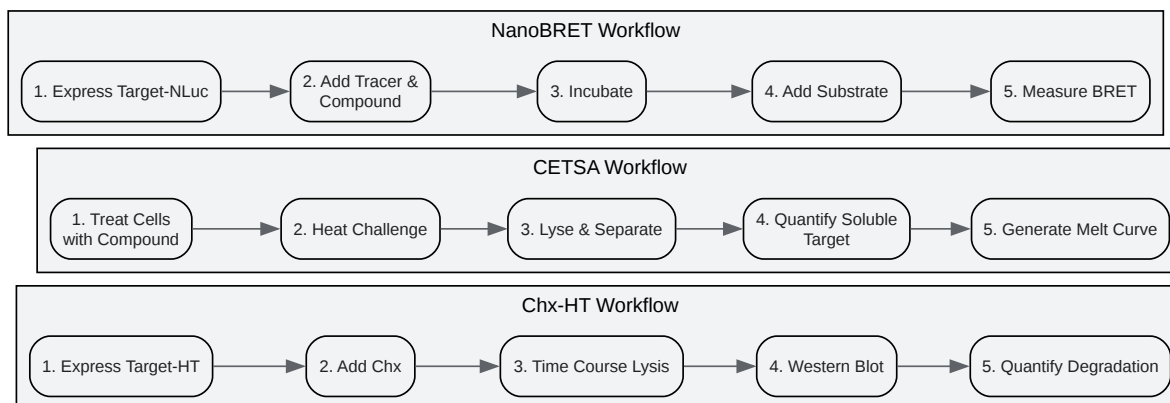 NanoBRET Workflow
1. Express Target-NLuc
2. Add Tracer &
Compound
3. Incubate
4. Add Substrate
5. Measure BRET
CETSA Workflow
1. Treat Cells
with Compound
2. Heat Challenge
3. Lyse & Separate
4. Quantify Soluble
Target
5. Generate Melt Curve
Chx-HT Workflow
1. Express Target-HT
2. Add Chx
3. Time Course Lysis
4. Western Blot
5. Quantify Degradation